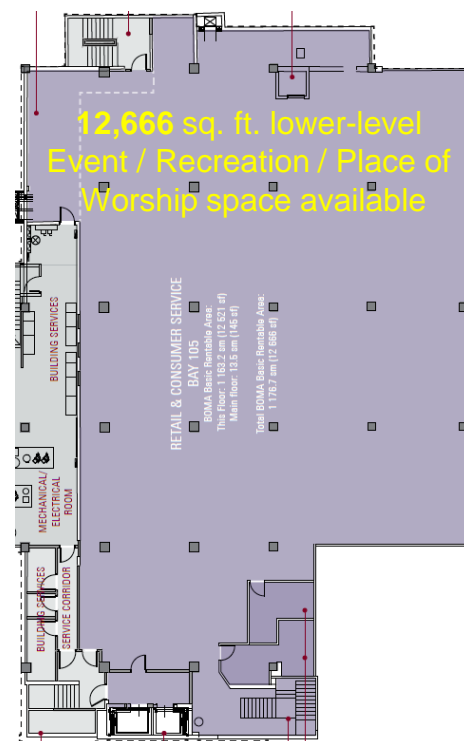 12,666 sq. ft. lower-level
Event / Recreation / Place of
Worship space available
RETAIL & CONSUMER SERVICE
BAY 105
BOMA Basic Rentable Area:
This Floor: 1 163.2 sm (12 521 sf)
Main floor: 13.5 sm (145 sf)
Total BOMA Basic Rentable Area:
1 176.7 sm (12 666 sf)
BUILDING SERVICES
MECHANICAL/
ELECTRICAL
ROOM
BUILDING SERVICES
SERVICE CORRIDOR